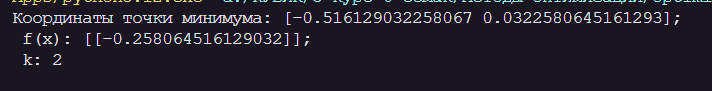 Координаты точки минимума: [-0.516129032258067 0.0322580645161293];
f(x): [[-0.258064516129032]];
k: 2